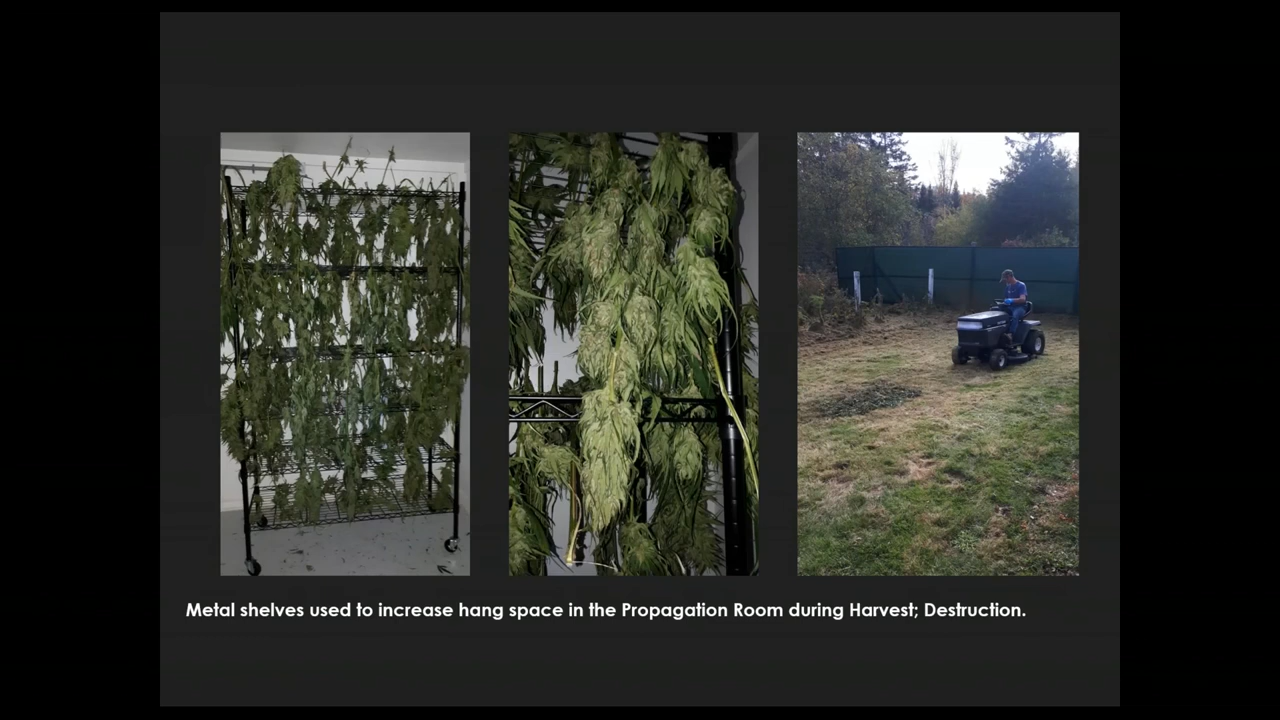 Metal shelves used to increase hang space in the Propagation Room during Harvest; Destruction.